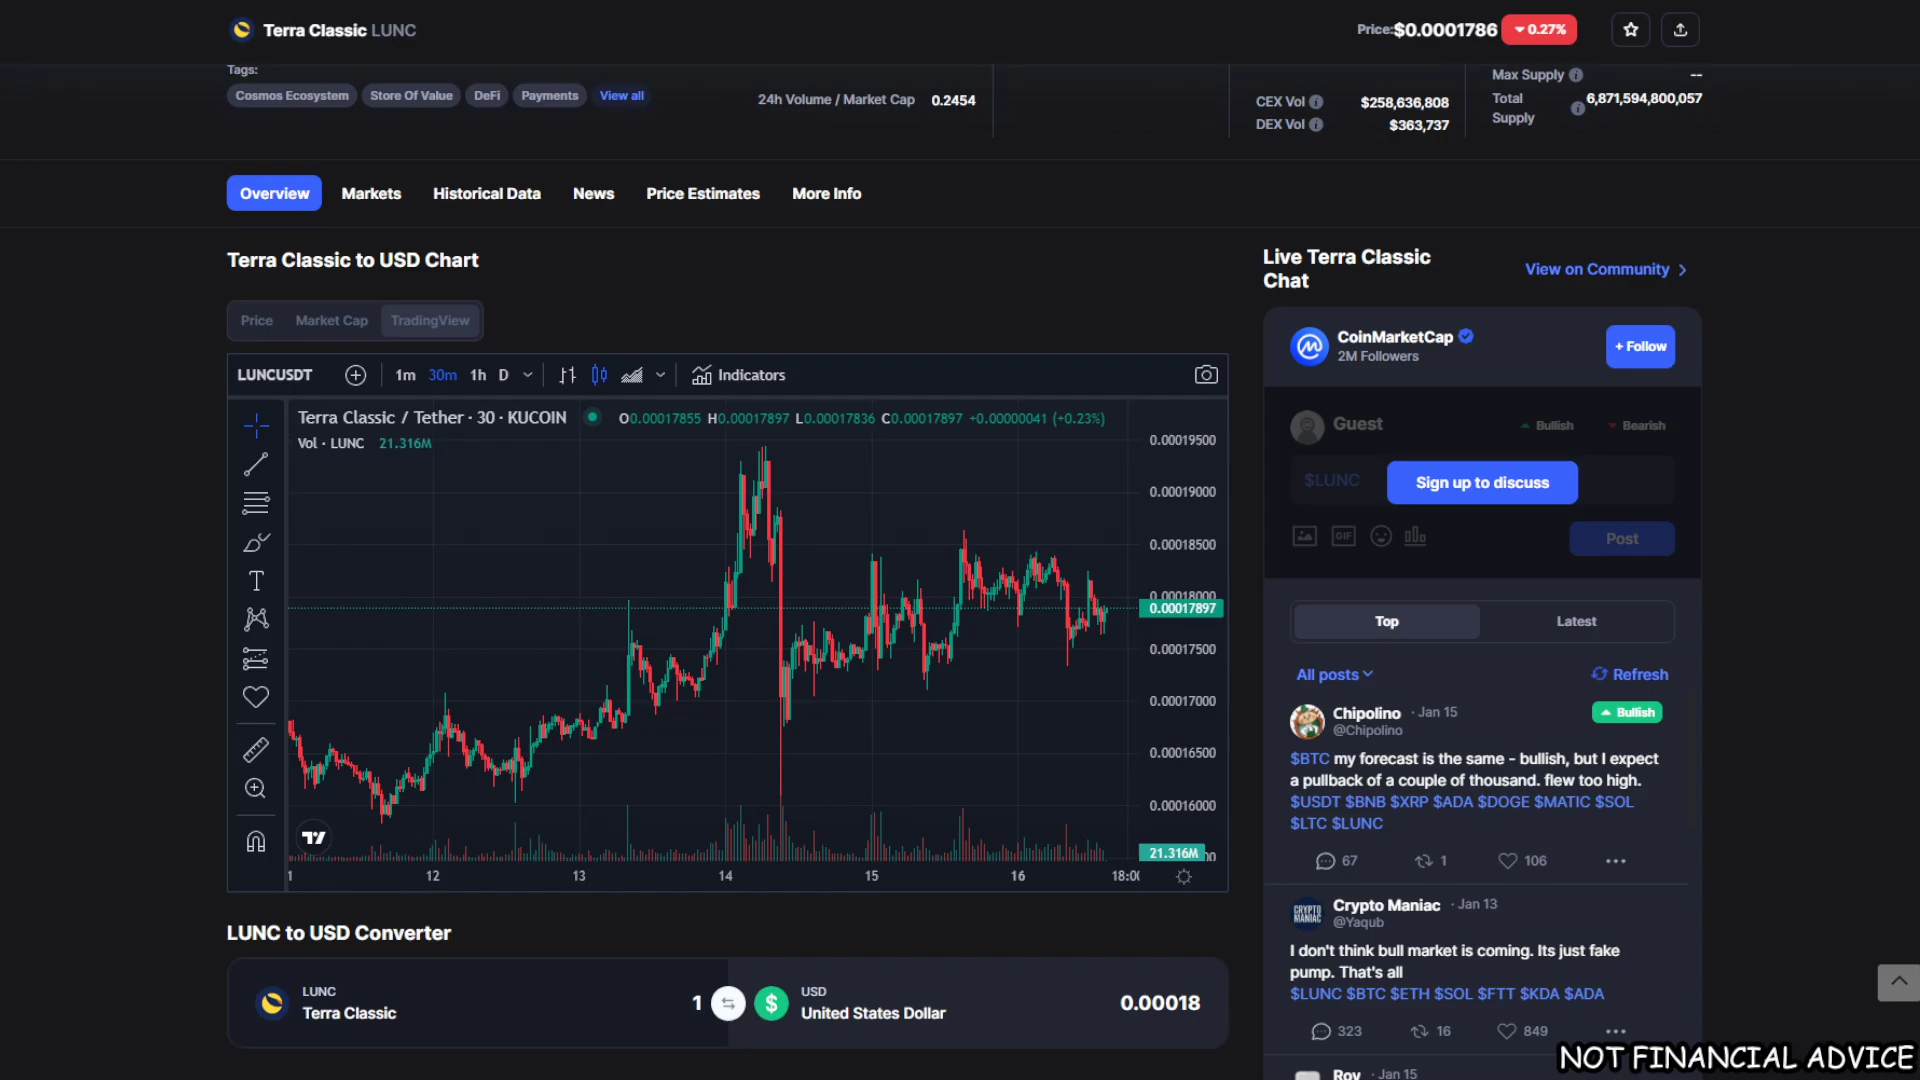 Terra Classic LUNC
Price:$0.0001786 0.27%
Tags:
Cosmos Ecosystem Store Of Value DeFi Payments View all
24h Volume / Market Cap 0.2454
CEX Vol $258,636,808
DEX Vol $363,737
Max Supply --
Total Supply 6,871,594,800,057
Overview Markets Historical Data News Price Estimates More Info
Terra Classic to USD Chart
Price Market Cap TradingView
LUNCUSDT 1m 30m 1h D Indicators
Terra Classic / Tether · 30 · KUCOIN O0.00017855 H0.00017897 L0.00017836 C0.00017897 +0.00000041 (+0.23%)
Vol · LUNC 21.316M
0.00019500
0.00019000
0.00018500
0.00018000
0.00017897
0.00017500
0.00017000
0.00016500
0.00016000
21.316M
12 13 14 15 16 18:00
LUNC to USD Converter
LUNC
Terra Classic
1
$
USD
United States Dollar
0.00018
Live Terra Classic
Chat
View on Community
CoinMarketCap
2M Followers
+ Follow
Guest Bullish Bearish
$LUNC Sign up to discuss
GIF
Post
Top Latest
All posts Refresh
Chipolino · Jan 15 Bullish
@Chipolino
$BTC my forecast is the same - bullish, but I expect
a pullback of a couple of thousand. flew too high.
$USDT $BNB $XRP $ADA $DOGE $MATIC $SOL
$LTC $LUNC
67 1 106
CRYPTO
MANIAC
Crypto Maniac · Jan 13
@Yaqub
I don't think bull market is coming. Its just fake
pump. That's all
$LUNC $BTC $ETH $SOL $FTT $KDA $ADA
323 16 849
Roy · Jan 15
NOT FINANCIAL ADVICE